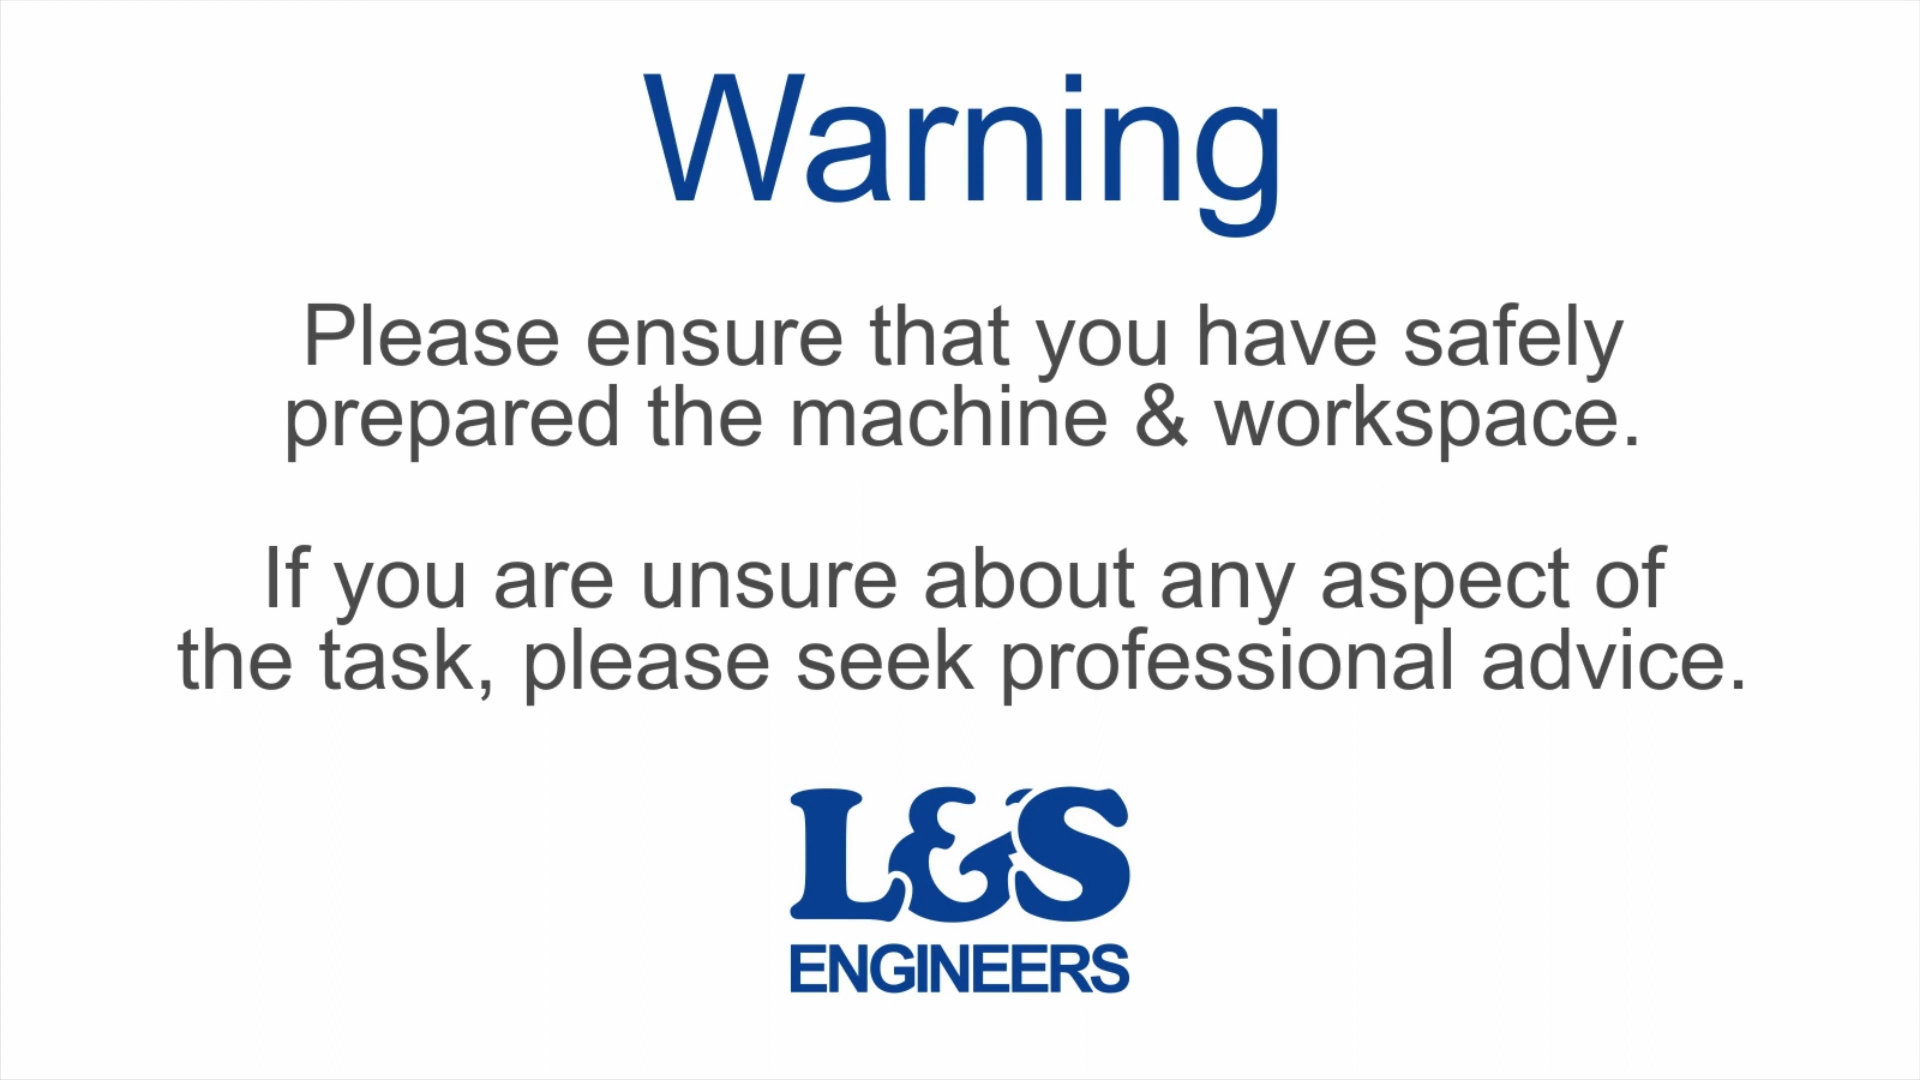 Warning
Please ensure that you have safely
prepared the machine & workspace.
If you are unsure about any aspect of
the task, please seek professional advice.
L&S
ENGINEERS